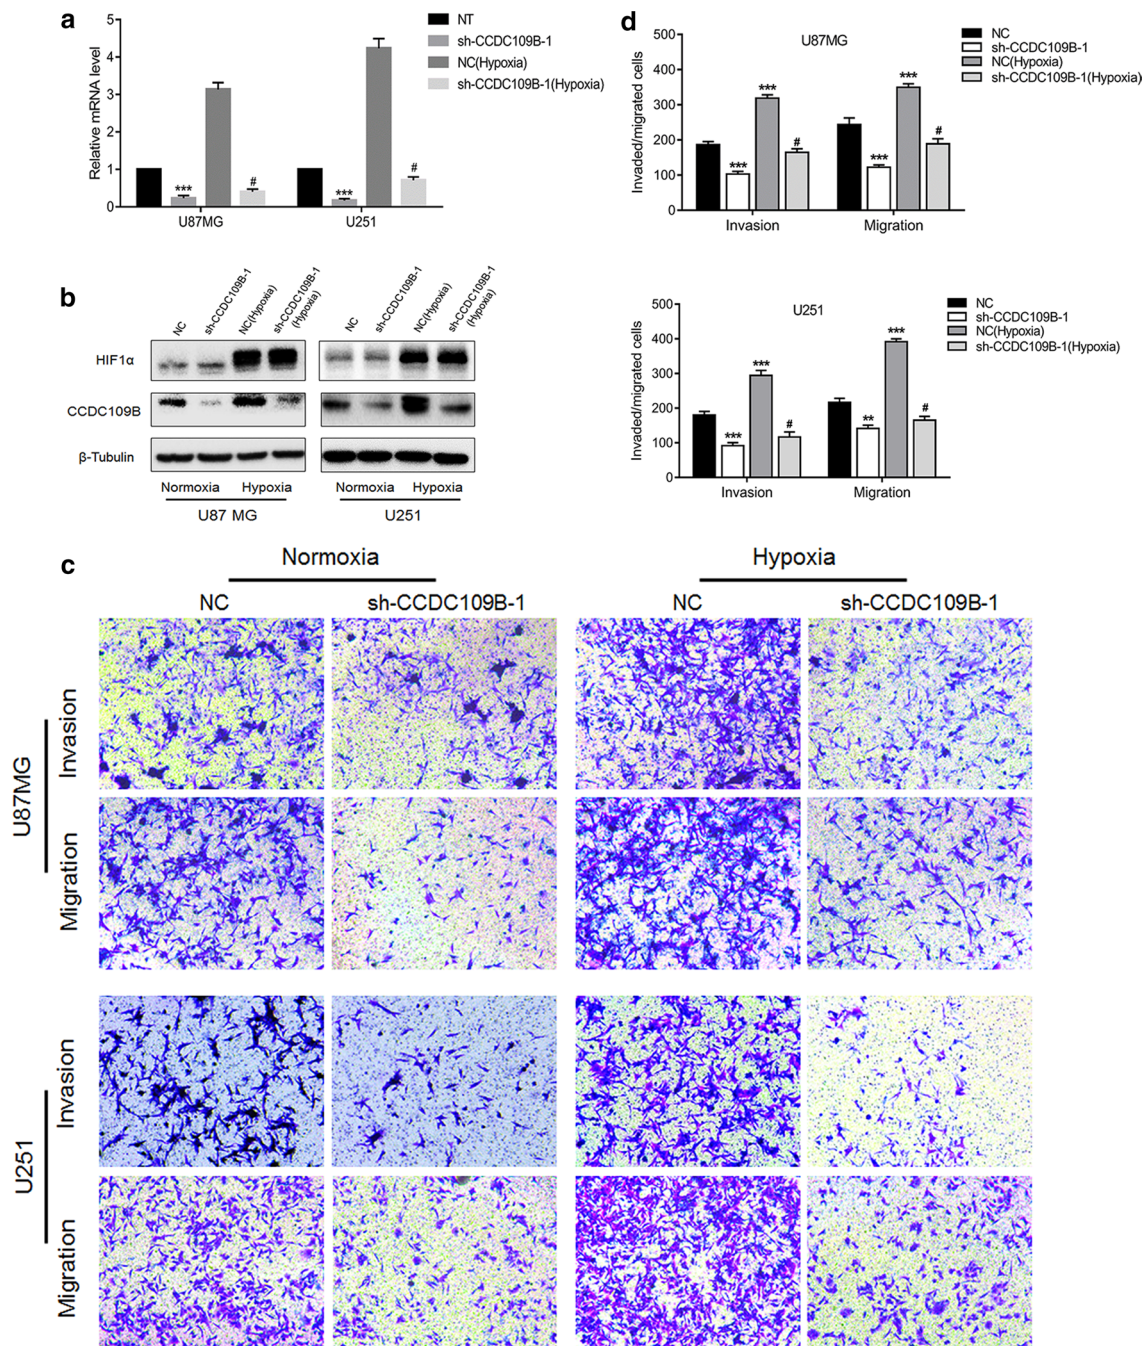 a
5
4
3
2
1
0
Relative mRNA level
***
#
***
#
U87MG
U251
NT
sh-CCDC109B-1
NC(Hypoxia)
sh-CCDC109B-1(Hypoxia)
d
U87MG
500
400
300
200
100
0
Invaded/migrated cells
***
***
#
***
***
#
Invasion
Migration
NC
sh-CCDC109B-1
NC(Hypoxia)
sh-CCDC109B-1(Hypoxia)
U251
500
400
300
200
100
0
Invaded/migrated cells
***
***
#
**
***
#
Invasion
Migration
NC
sh-CCDC109B-1
NC(Hypoxia)
sh-CCDC109B-1(Hypoxia)
b
NC
sh-CCDC109B-1
NC(Hypoxia)
sh-CCDC109B-1
(Hypoxia)
NC
sh-CCDC109B-1
NC(Hypoxia)
sh-CCDC109B-1
(Hypoxia)
HIF1α
CCDC109B
β-Tubulin
Normoxia
Hypoxia
U87 MG
Normoxia
Hypoxia
U251
c
Normoxia
Hypoxia
NC
sh-CCDC109B-1
NC
sh-CCDC109B-1
U87MG
Invasion
Migration
U251
Invasion
Migration